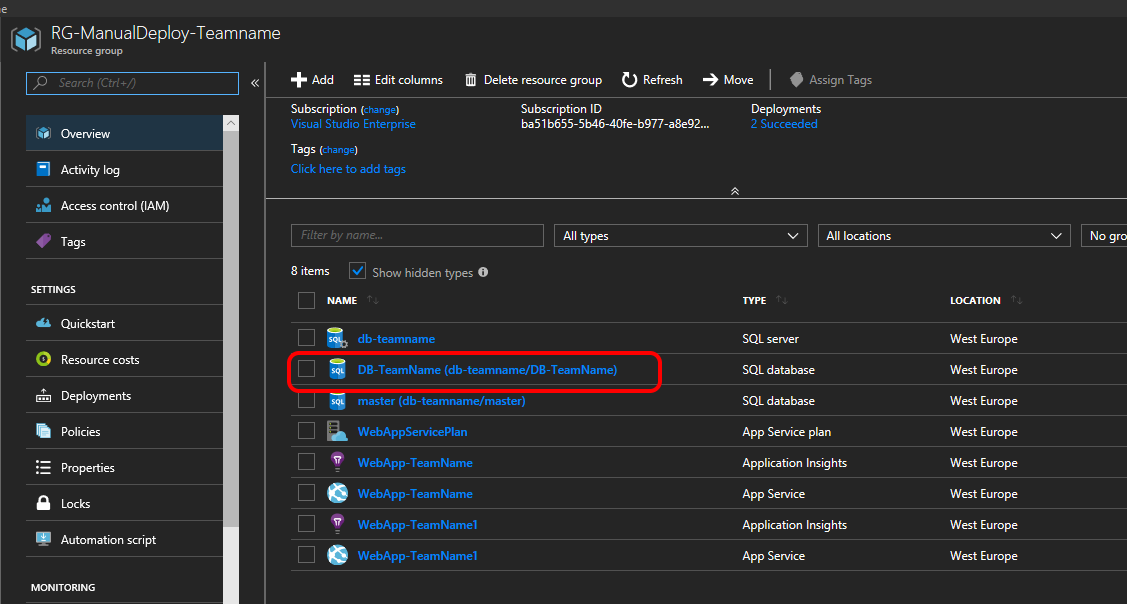 e
RG-ManualDeploy-Teamname
Resource group
Search (Ctrl+/)
Overview
Activity log
Access control (IAM)
Tags
SETTINGS
Quickstart
Resource costs
Deployments
Policies
Properties
Locks
Automation script
MONITORING
Add Edit columns Delete resource group Refresh Move Assign Tags
Subscription (change) Subscription ID Deployments
Visual Studio Enterprise ba51b655-5b46-40fe-b977-a8e92... 2 Succeeded
Tags (change)
Click here to add tags
Filter by name... All types All locations No gro
8 items Show hidden types
NAME TYPE LOCATION
SQL db-teamname SQL server West Europe
SQL DB-TeamName (db-teamname/DB-TeamName) SQL database West Europe
SQL master (db-teamname/master) SQL database West Europe
WebAppServicePlan App Service plan West Europe
WebApp-TeamName Application Insights West Europe
WebApp-TeamName App Service West Europe
WebApp-TeamName1 Application Insights West Europe
WebApp-TeamName1 App Service West Europe